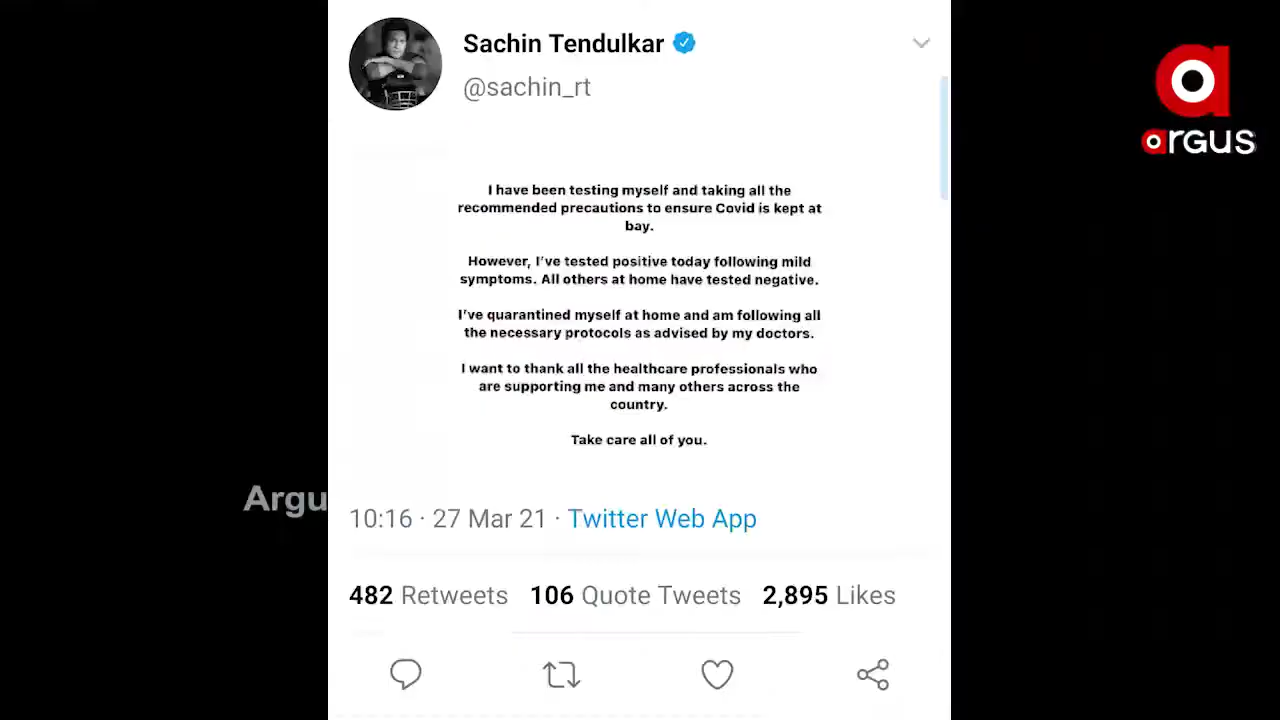 Sachin Tendulkar
@sachin_rt
argus
I have been testing myself and taking all the
recommended precautions to ensure Covid is kept at
bay.
However, I've tested positive today following mild
symptoms. All others at home have tested negative.
I've quarantined myself at home and am following all
the necessary protocols as advised by my doctors.
I want to thank all the healthcare professionals who
are supporting me and many others across the
country.
Take care all of you.
Argu
10:16 · 27 Mar 21 · Twitter Web App
482 Retweets 106 Quote Tweets 2,895 Likes